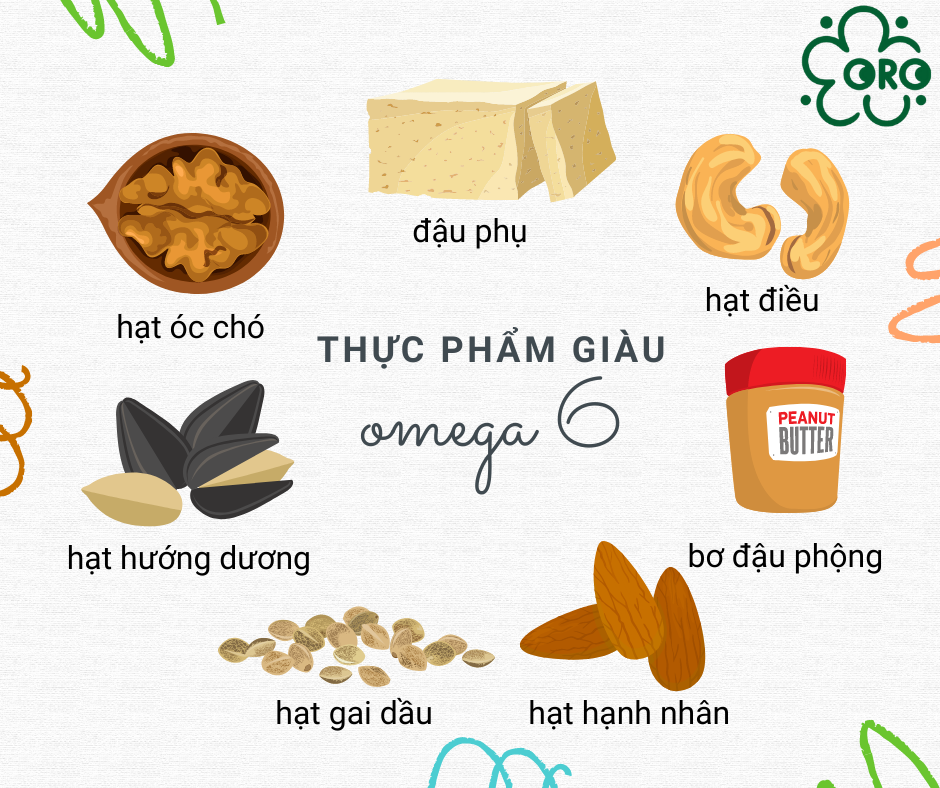 ORO
đậu phụ
hạt óc chó
hạt điều
THỰC PHẨM GIÀU
omega 6
PEANUT
BUTTER
hạt hướng dương
bơ đậu phộng
hạt gai dầu
hạt hạnh nhân